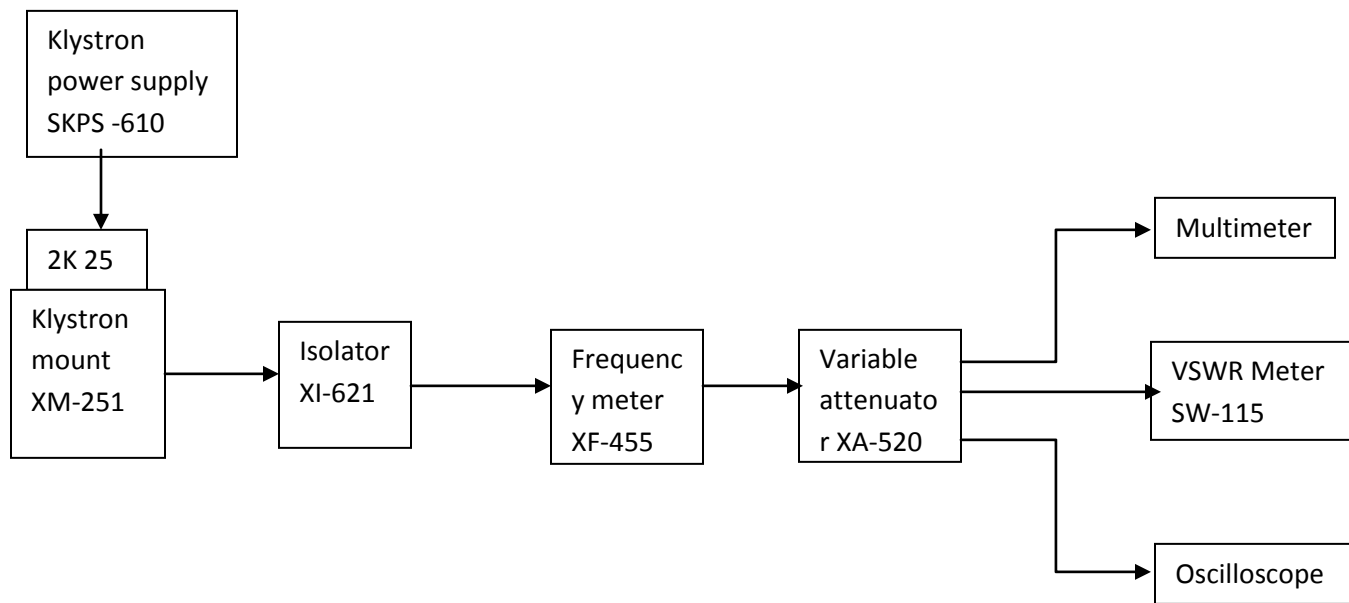 Klystron
power supply
SKPS -610
2K 25
Klystron
mount
XM-251
Isolator
XI-621
Frequenc
y meter
XF-455
Variable
attenuato
r XA-520
Multimeter
VSWR Meter
SW-115
Oscilloscope